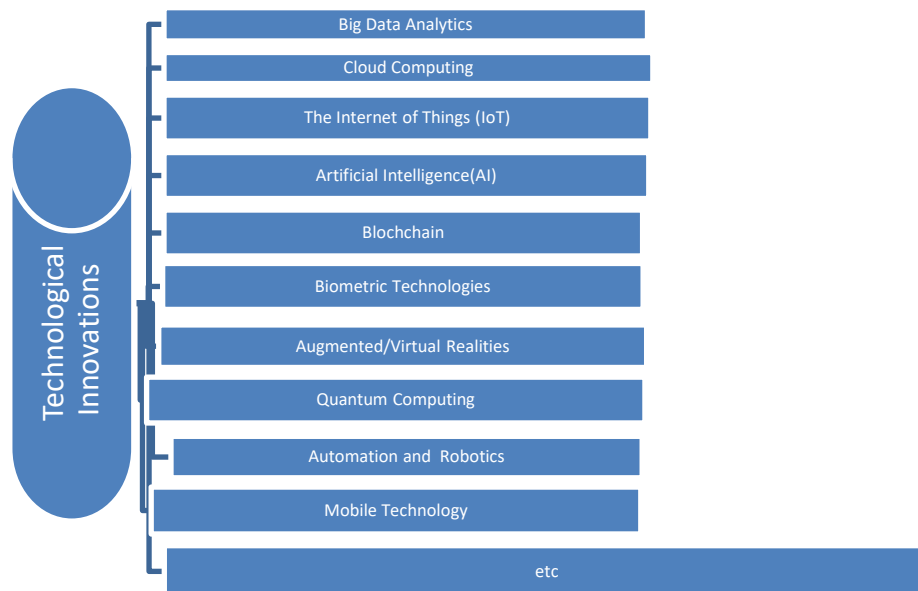 Technological
Innovations
Big Data Analytics
Cloud Computing
The Internet of Things (IoT)
Artificial Intelligence(AI)
Blochchain
Biometric Technologies
Augmented/Virtual Realities
Quantum Computing
Automation and  Robotics
Mobile Technology
etc